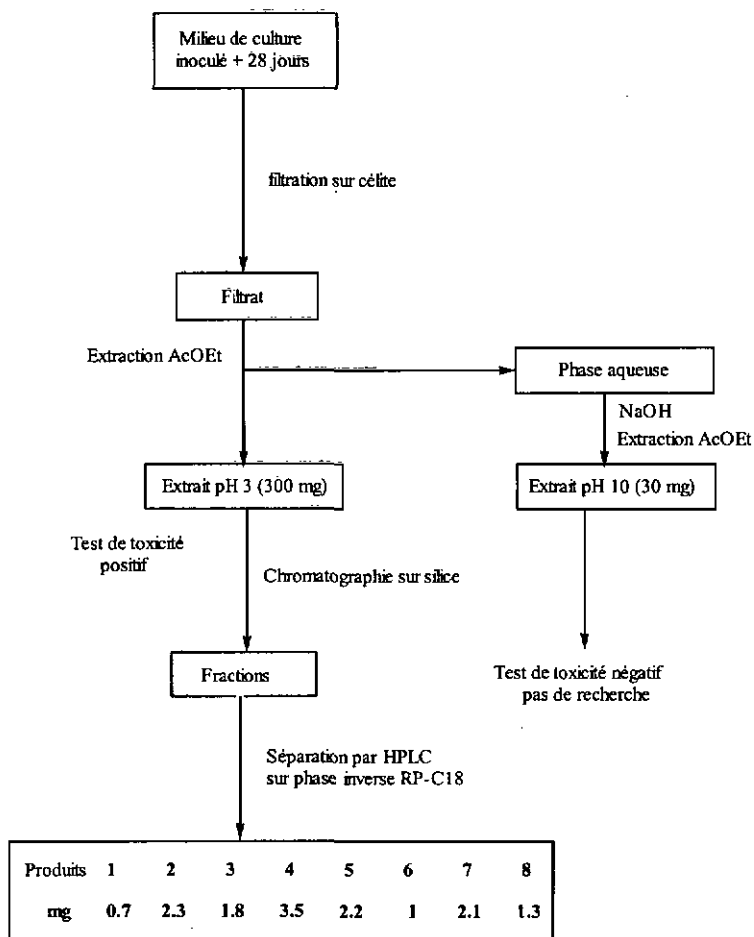 Milieu de culture
inoculé + 28 jours
filtration sur célite
Filtrat
Extraction AcOEt
Phase aqueuse
NaOH
Extraction AcOEt
Extrait pH 3 (300 mg)
Extrait pH 10 (30 mg)
Test de toxicité
positif
Chromatographie sur silice
Fractions
Test de toxicité négatif
pas de recherche
Séparation par HPLC
sur phase inverse RP-C18
Produits 1 2 3 4 5 6 7 8
mg 0.7 2.3 1.8 3.5 2.2 1 2.1 1.3